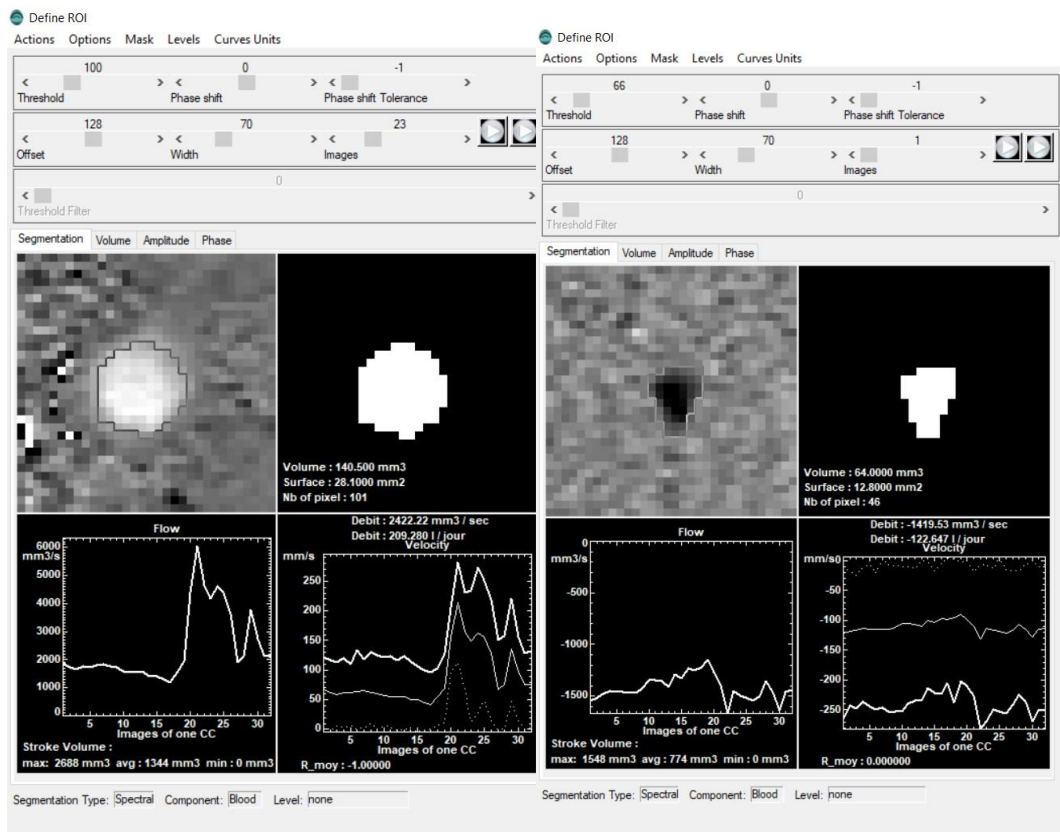 Define ROI
Actions Options Mask Levels Curves Units
100 0 -1
< > < > < >
Threshold Phase shift Phase shift Tolerance
128 70 23
< > < > < >
Offset Width Images
0
< >
Threshold Filter
Segmentation Volume Amplitude Phase
Volume : 140.500 mm3
Surface : 28.1000 mm2
Nb of pixel : 101
Flow
6000
mm3/s
5000
4000
3000
2000
1000
0
5 10 15 20 25 30
Images of one CC
Stroke Volume :
max: 2688 mm3 avg : 1344 mm3 min : 0 mm3
Debit : 2422.22 mm3 / sec
Debit : 209.280 l / jour
Velocity
mm/s
250
200
150
100
50
0
5 10 15 20 25 30
Images of one CC
R_moy : -1.00000
Segmentation Type: Spectral Component: Blood Level: none
Define ROI
Actions Options Mask Levels Curves Units
66 0 -1
< > < > < >
Threshold Phase shift Phase shift Tolerance
128 70 1
< > < > < >
Offset Width Images
0
< >
Threshold Filter
Segmentation Volume Amplitude Phase
Volume : 64.0000 mm3
Surface : 12.8000 mm2
Nb of pixel : 46
Flow
0
mm3/s
-500
-1000
-1500
5 10 15 20 25 30
Images of one CC
Stroke Volume :
max: 1548 mm3 avg : 774 mm3 min : 0 mm3
Debit : -1419.53 mm3 / sec
Debit : -122.647 l / jour
Velocity
mm/s0
-50
-100
-150
-200
-250
5 10 15 20 25 30
Images of one CC
R_moy : 0.000000
Segmentation Type: Spectral Component: Blood Level: none